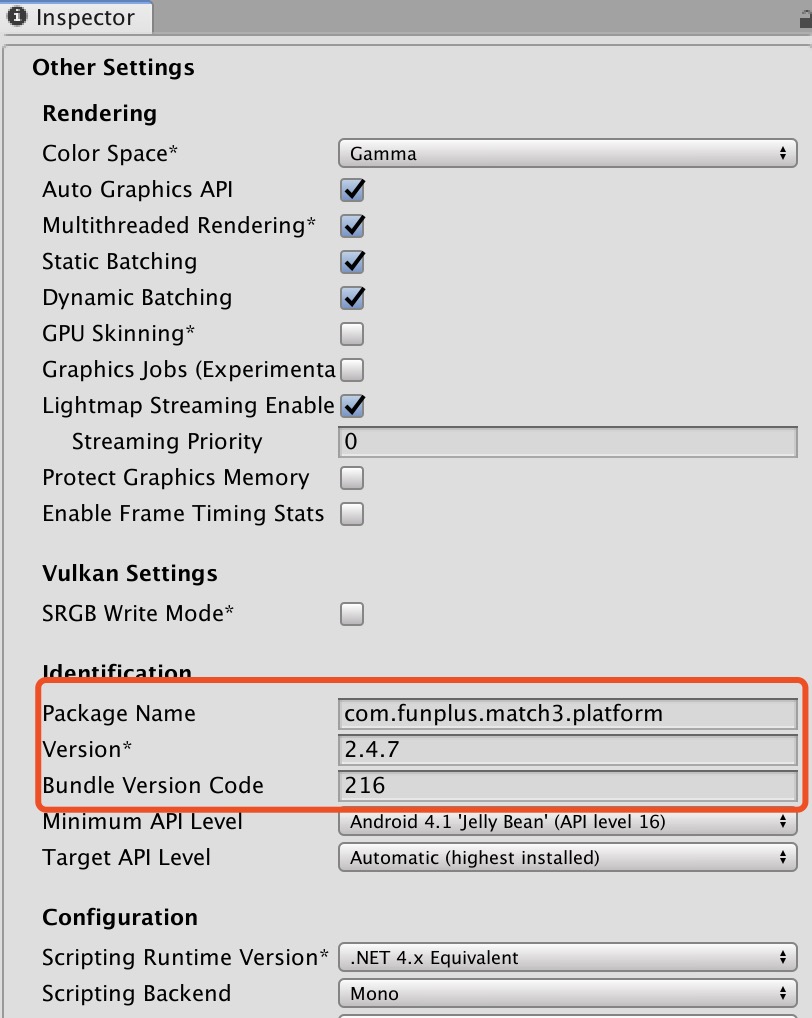 Inspector
Other Settings
Rendering
Color Space* Gamma
Auto Graphics API
Multithreaded Rendering*
Static Batching
Dynamic Batching
GPU Skinning*
Graphics Jobs (Experimenta
Lightmap Streaming Enable
Streaming Priority 0
Protect Graphics Memory
Enable Frame Timing Stats
Vulkan Settings
SRGB Write Mode*
Identification
Package Name com.funplus.match3.platform
Version* 2.4.7
Bundle Version Code 216
Minimum API Level Android 4.1 'Jelly Bean' (API level 16)
Target API Level Automatic (highest installed)
Configuration
Scripting Runtime Version* .NET 4.x Equivalent
Scripting Backend Mono